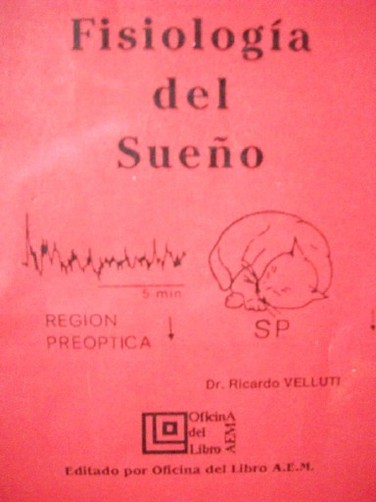 Fisiología
del
Sueño
5 min
REGION
PREOPTICA
SP
Dr. Ricardo VELLUTI
Oficina
del
Libro
AEMA
Editado por Oficina del Libro A.E.M.